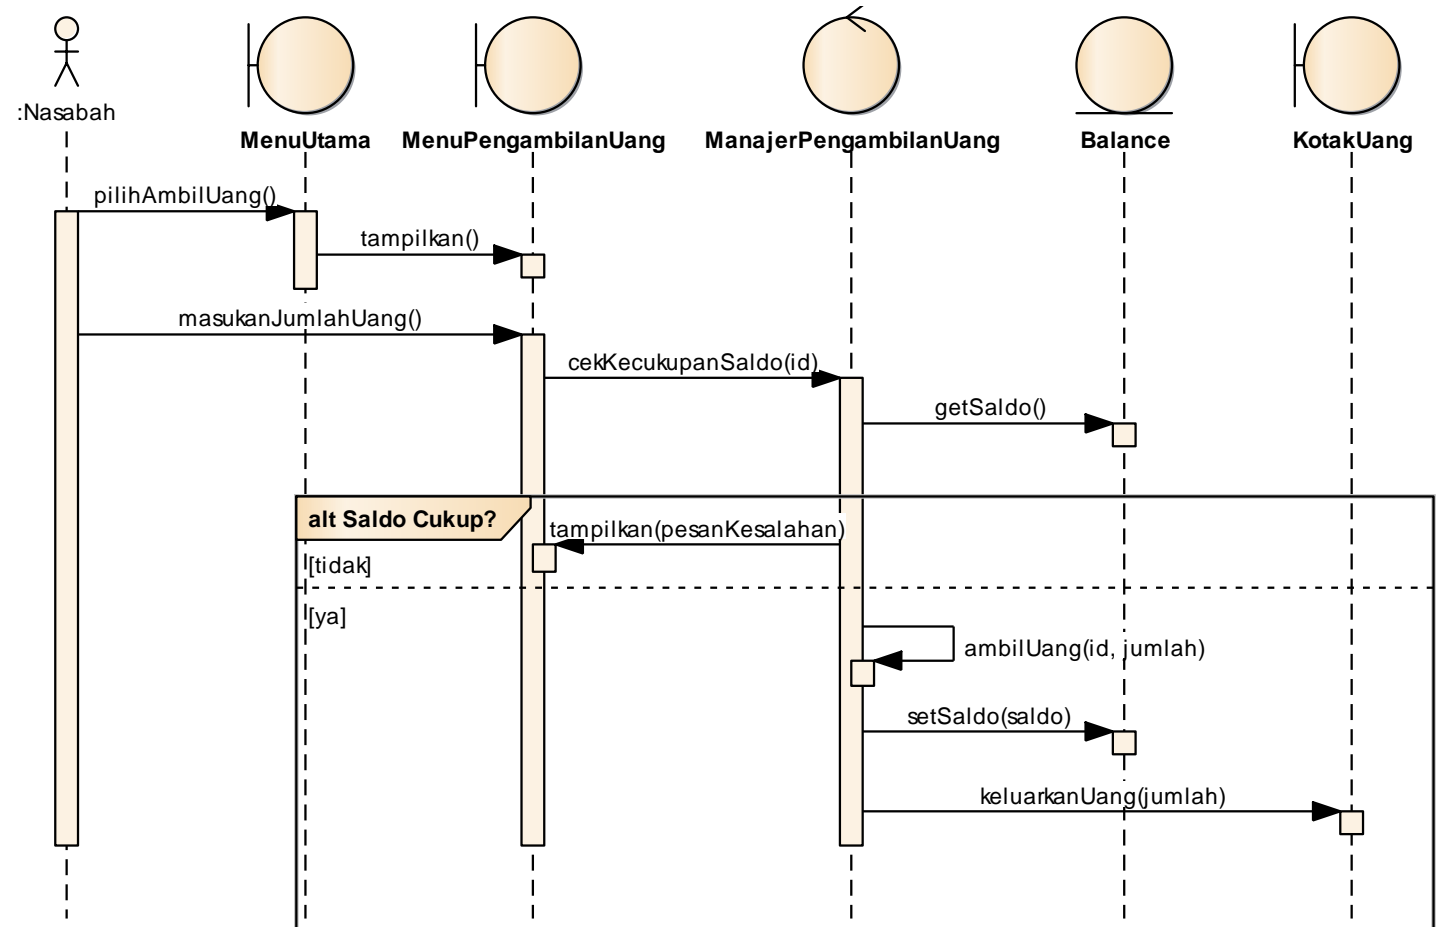 :Nasabah
MenuUtama
MenuPengambilanUang
ManajerPengambilanUang
Balance
KotakUang
pilihAmbilUang()
tampilkan()
masukanJumlahUang()
cekKecukupanSaldo(id)
getSaldo()
alt Saldo Cukup?
tampilkan(pesanKesalahan)
[tidak]
[ya]
ambilUang(id, jumlah)
setSaldo(saldo)
keluarkanUang(jumlah)